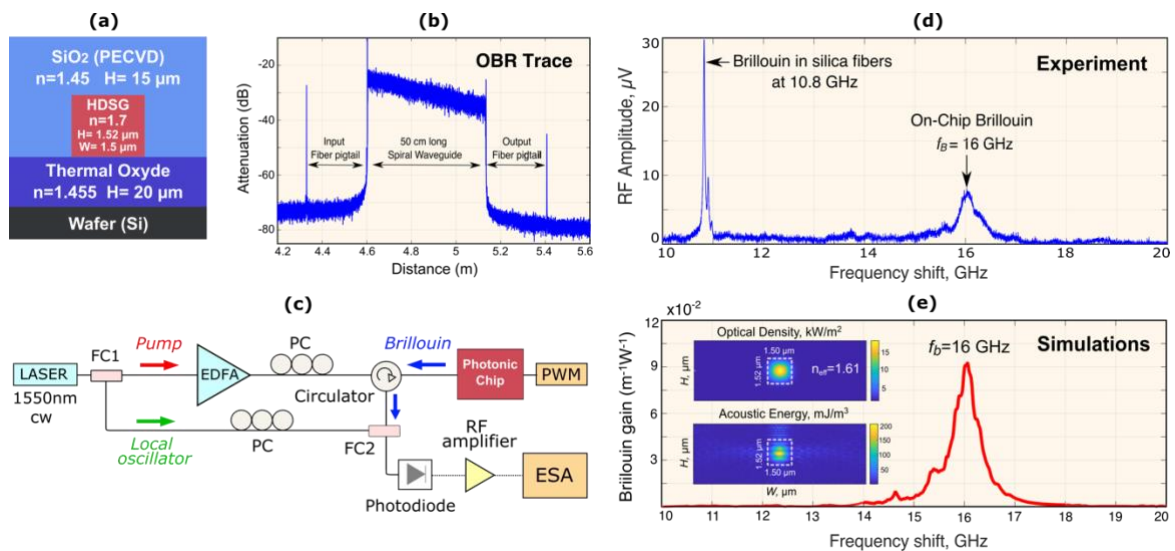 (a)
SiO₂ (PECVD)
n=1.45 H= 15 µm
HDSG
n=1.7
H= 1.52 µm
W= 1.5 µm
Thermal Oxyde
n=1.455 H= 20 µm
Wafer (Si)
(b)
OBR Trace
Attenuation (dB)
-20
-40
-60
-80
Input
Fiber pigtail
50 cm long
Spiral Waveguide
Output
Fiber pigtail
4.2 4.4 4.6 4.8 5 5.2 5.4 5.6
Distance (m)
(c)
LASER
1550nm
cw
FC1
Pump
EDFA
PC
Circulator
Brillouin
Photonic
Chip
PWM
Local
oscillator
PC
FC2
RF
amplifier
Photodiode
ESA
(d)
Experiment
RF Amplitude, µV
30
20
10
0
Brillouin in silica fibers
at 10.8 GHz
On-Chip Brillouin
fB= 16 GHz
10 12 14 16 18 20
Frequency shift, GHz
(e)
x10⁻²
Simulations
Briilouin gain (m⁻¹W⁻¹)
12
9
6
3
fb=16 GHz
Optical Density, kW/m²
1.50 µm
1.52 µm
neff=1.61
H, µm
15
10
5
Acoustic Energy, mJ/m³
1.52 µm
1.50 µm
H, µm
W, µm
200
150
100
50
10 11 12 13 14 15 16 17 18 19 20
Frequency shift, GHz